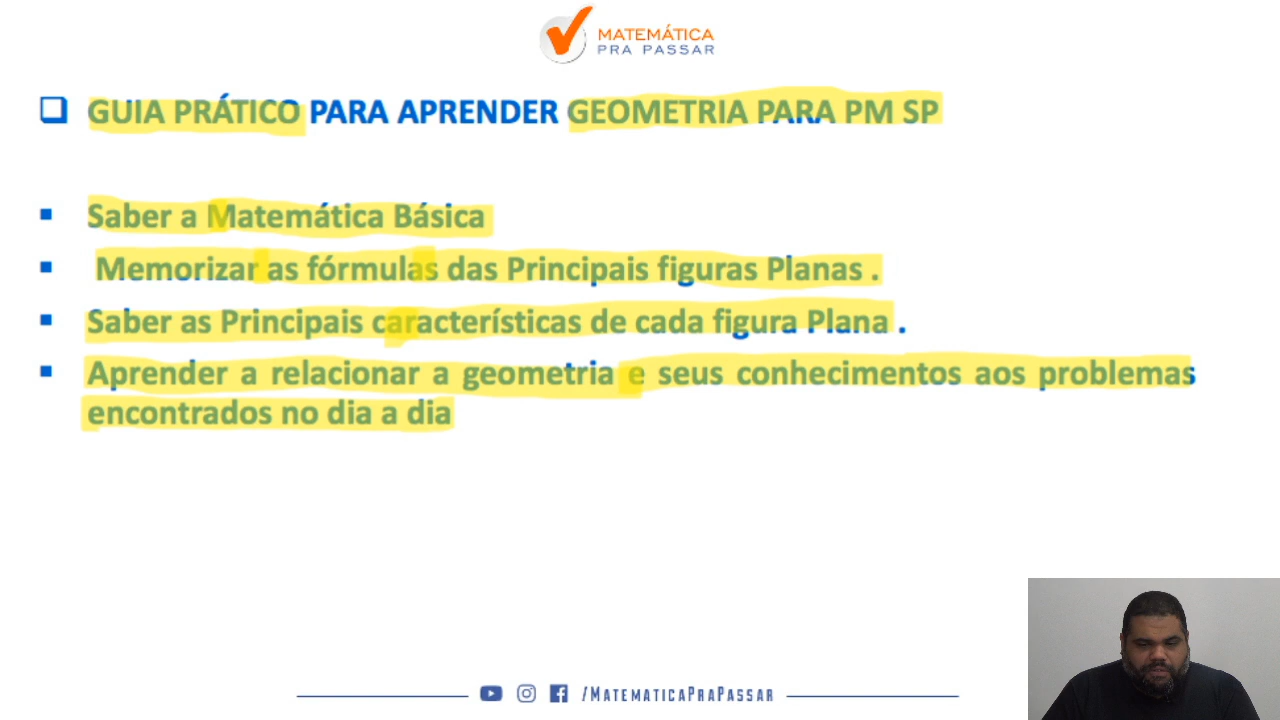 MATEMÁTICA
PRA PASSAR
GUIA PRÁTICO PARA APRENDER GEOMETRIA PARA PM SP
Saber a Matemática Básica
Memorizar as fórmulas das Principais figuras Planas .
Saber as Principais características de cada figura Plana .
Aprender a relacionar a geometria e seus conhecimentos aos problemas
encontrados no dia a dia
/MATEMATICAPRAPASSAR